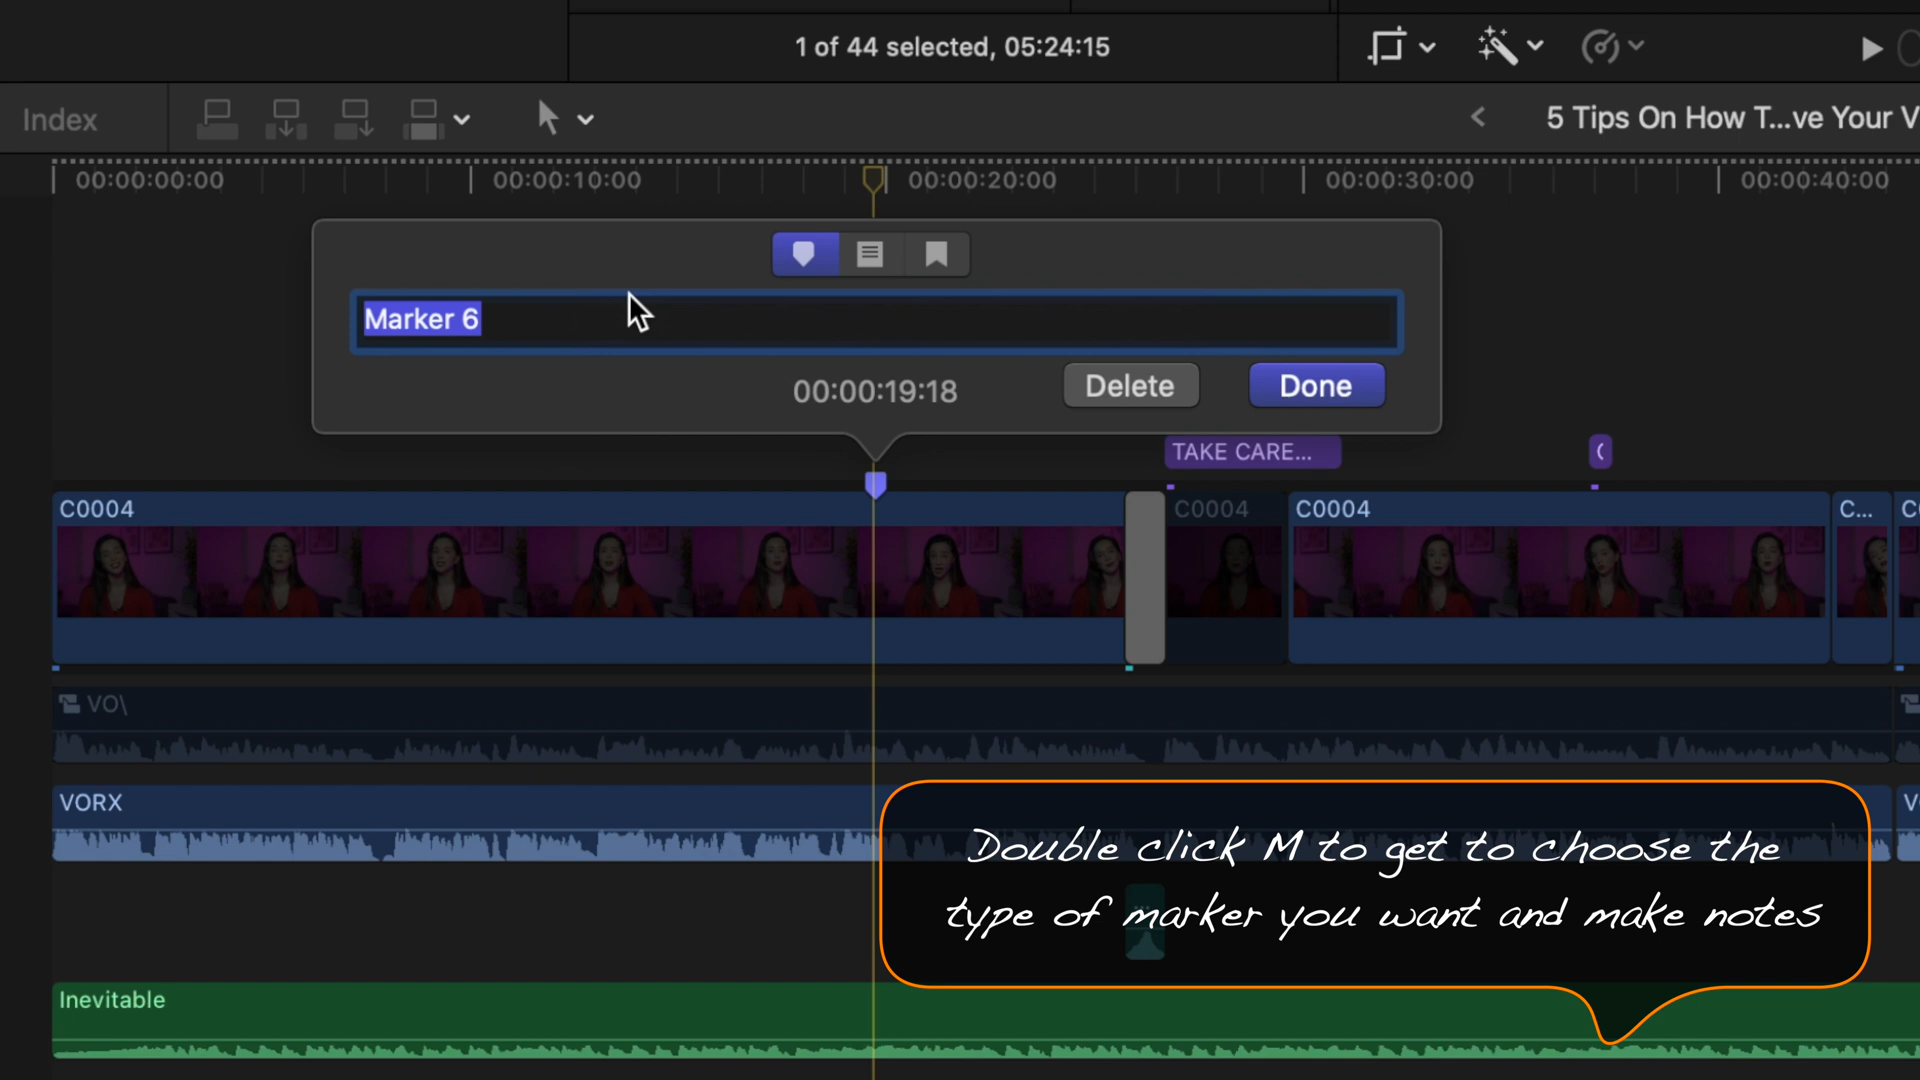 1 of 44 selected, 05:24:15
Index
5 Tips On How T...ve Your V
00:00:00:00
00:00:10:00
00:00:20:00
00:00:30:00
00:00:40:00
Marker 6
00:00:19:18
Delete
Done
TAKE CARE...
C0004
C0004
C0004
C...
VO\
VORX
Double click M to get to choose the
type of marker you want and make notes
Inevitable